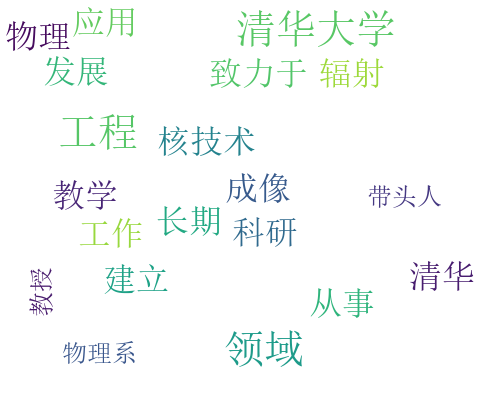 物理 应用 清华大学
发展 致力于 辐射
工程 核技术
教学 成像 带头人
工作 长期 科研
教授 建立 从事 清华
物理系 领域